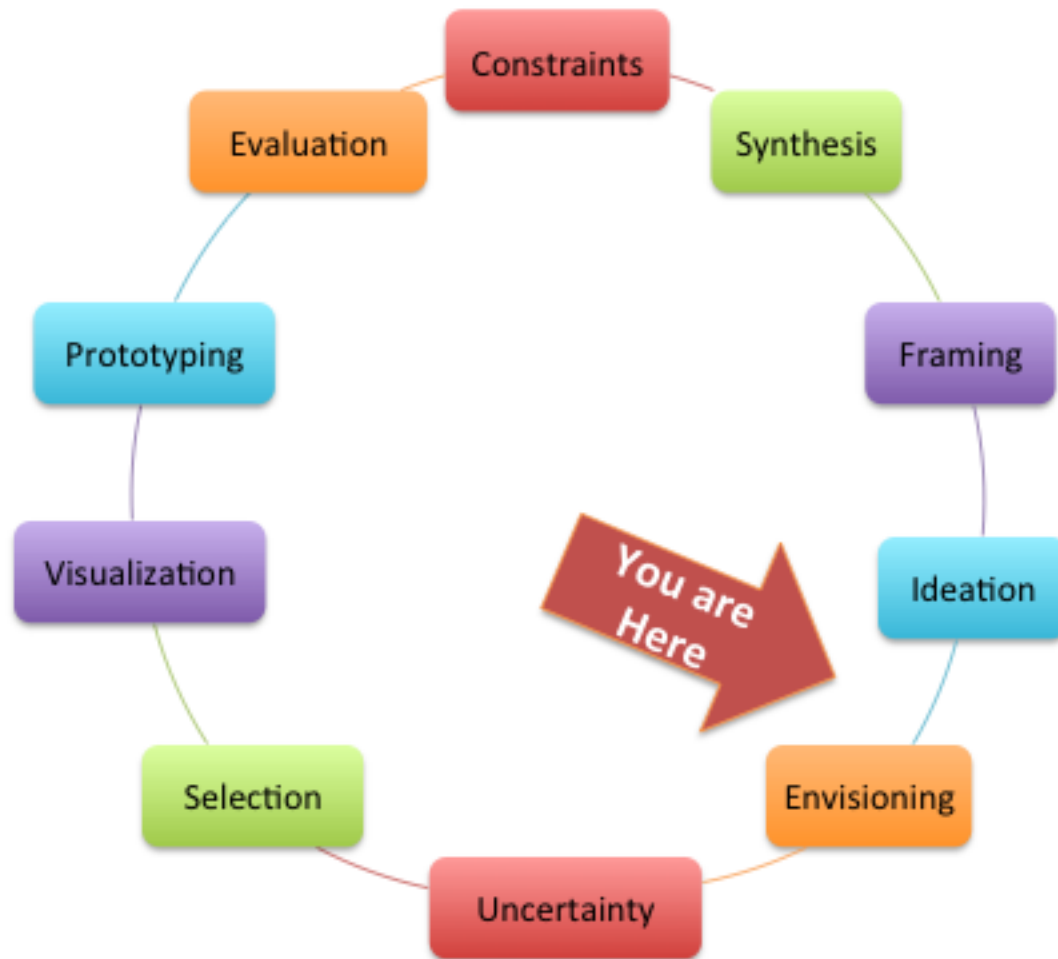 Constraints
Synthesis
Framing
Ideation
Envisioning
Uncertainty
Selection
Visualization
Prototyping
Evaluation
You are
Here